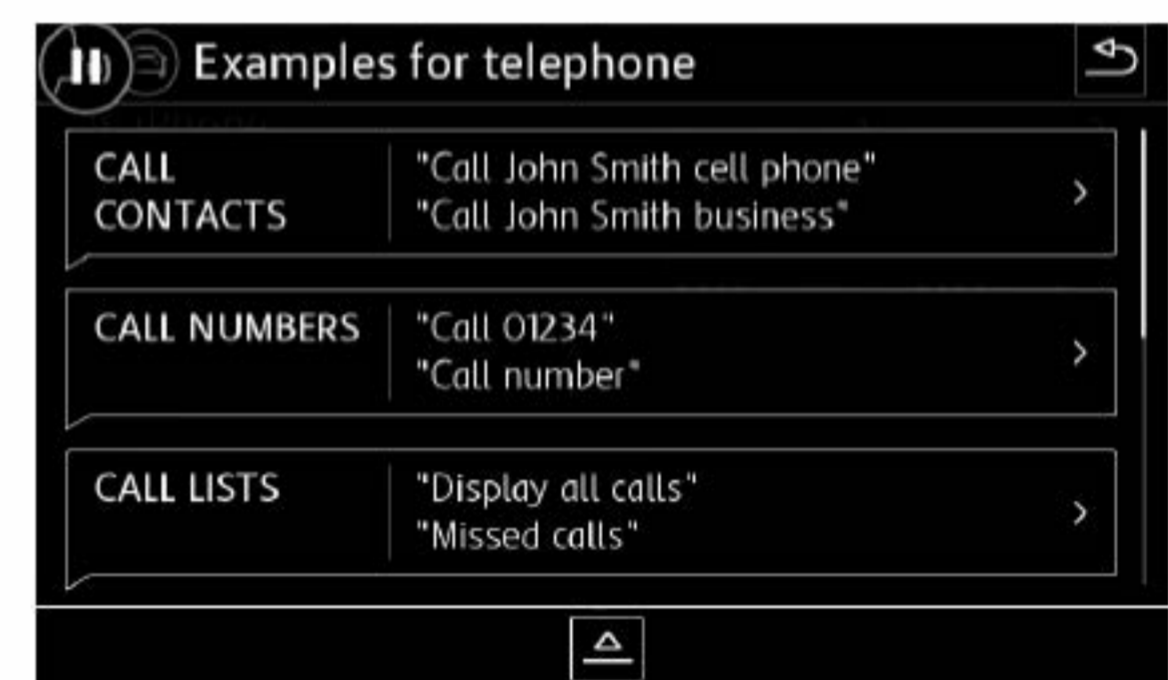 Examples for telephone
CALL
CONTACTS
"Call John Smith cell phone"
"Call John Smith business"
CALL NUMBERS
"Call 01234"
"Call number"
CALL LISTS
"Display all calls"
"Missed calls"